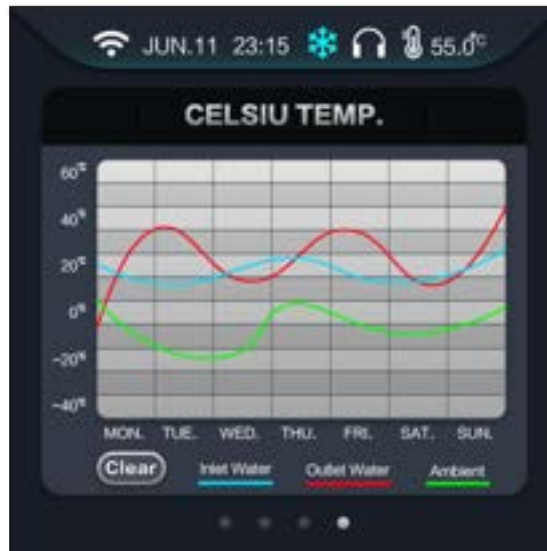 JUN.11 23:15 55.0℃
CELSIU TEMP.
60℃
40℃
20℃
0℃
-20℃
-40℃
MON. TUE. WED. THU. FRI. SAT. SUN.
Clear Inlet Water Outlet Water Ambient